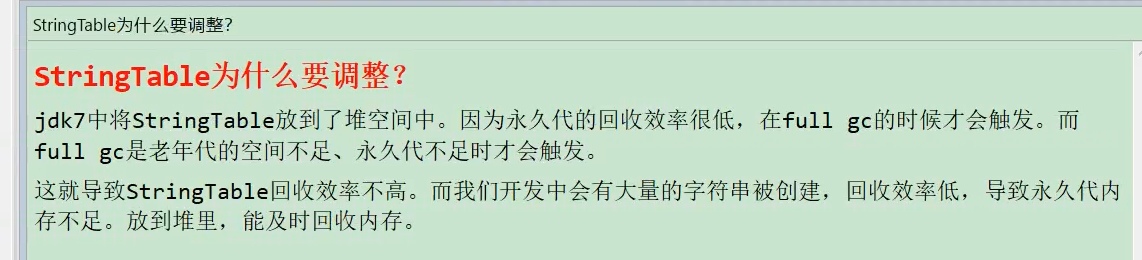 StringTable为什么要调整？
StringTable为什么要调整？
jdk7中将StringTable放到了堆空间中。因为永久代的回收效率很低，在full gc的时候才会触发。而
full gc是老年代的空间不足、永久代不足时才会触发。
这就导致StringTable回收效率不高。而我们开发中会有大量的字符串被创建，回收效率低，导致永久代内
存不足。放到堆里，能及时回收内存。